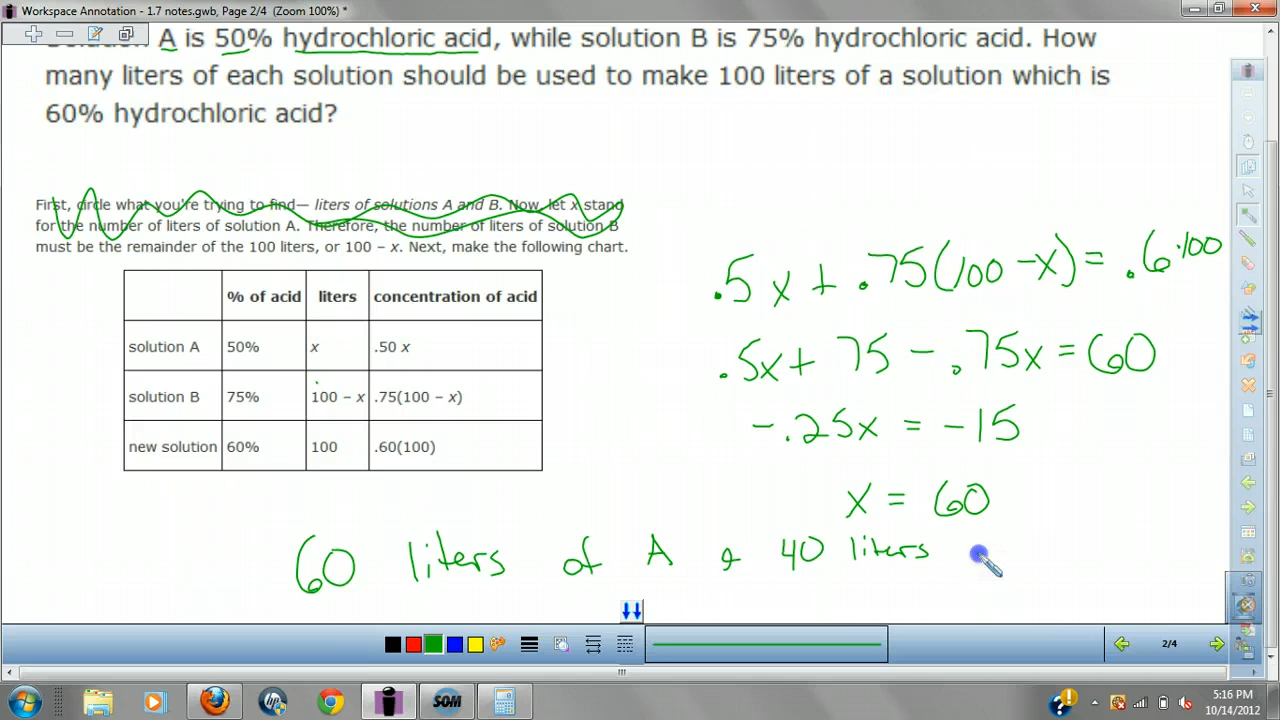 Workspace Annotation - 1.7 notes.gwb, Page 2/4 (Zoom 100%) *
Solution A is 50% hydrochloric acid, while solution B is 75% hydrochloric acid. How
many liters of each solution should be used to make 100 liters of a solution which is
60% hydrochloric acid?
First, circle what you're trying to find— liters of solutions A and B. Now, let x stand
for the number of liters of solution A. Therefore, the number of liters of solution B
must be the remainder of the 100 liters, or 100 – x. Next, make the following chart.
% of acid liters concentration of acid
solution A 50% x .50 x
solution B 75% 100 – x .75(100 – x)
new solution 60% 100 .60(100)
.5x + .75(100 -x) = .6·100
.5x + 75 - .75x = 60
-.25x = -15
x = 60
60 liters of A + 40 liters
2/4
hp
SOM
5:16 PM
10/14/2012